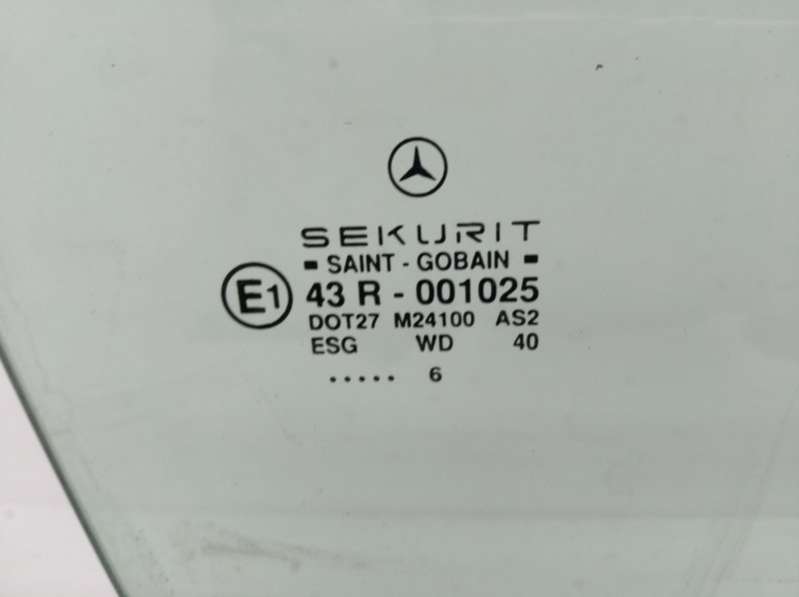 SEKURIT
SAINT - GOBAIN
E1 43 R - 001025
DOT27 M24100 AS2
ESG WD 40
..... 6